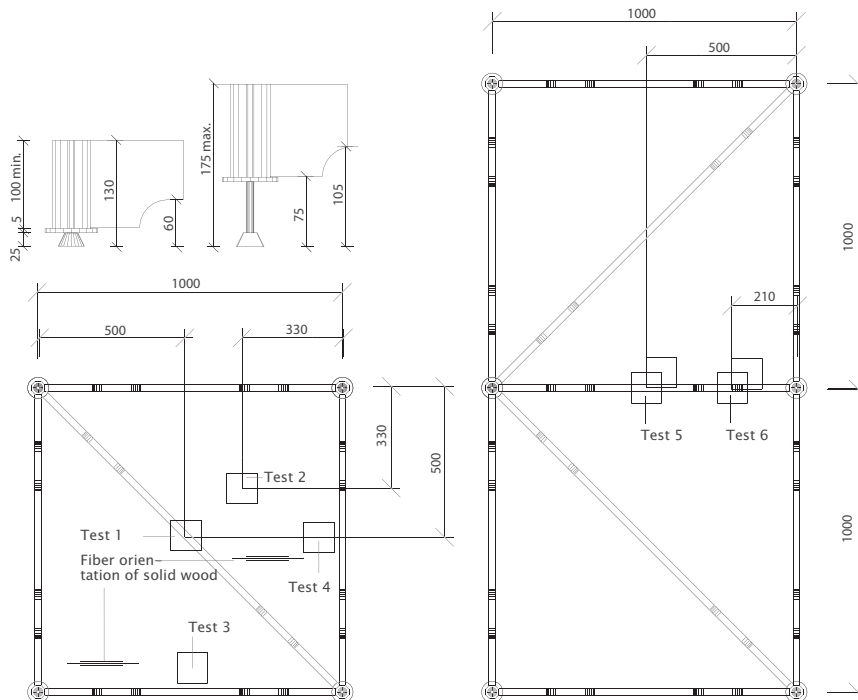 1000
500
100 min.
5
25
130
60
175 max.
75
105
1000
210
1000
500
330
330
500
Test 5
Test 6
Test 2
Test 1
Fiber orien-
tation of solid wood
Test 4
Test 3
1000